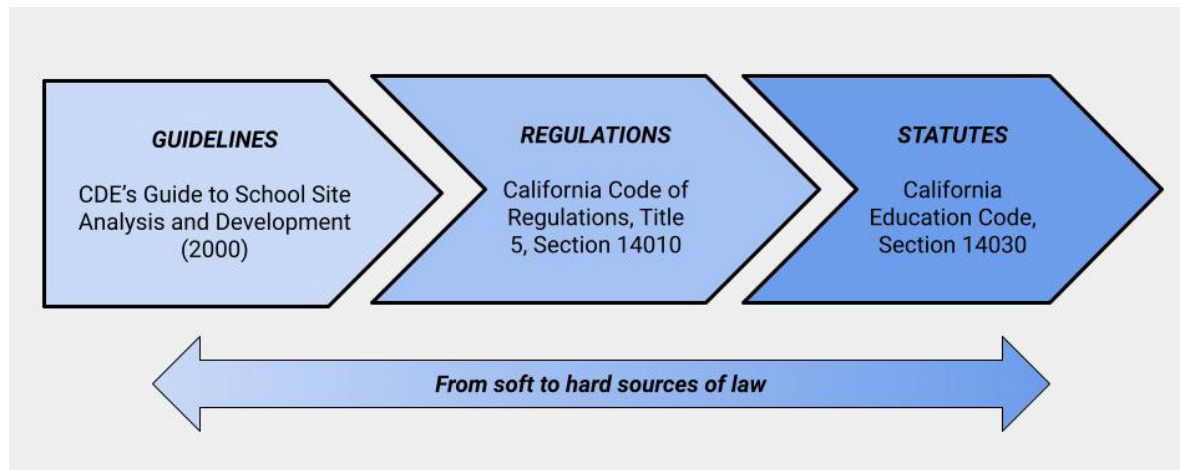 GUIDELINES
CDE's Guide to School Site
Analysis and Development
(2000)
REGULATIONS
California Code of
Regulations, Title
5, Section 14010
STATUTES
California
Education Code,
Section 14030
From soft to hard sources of law